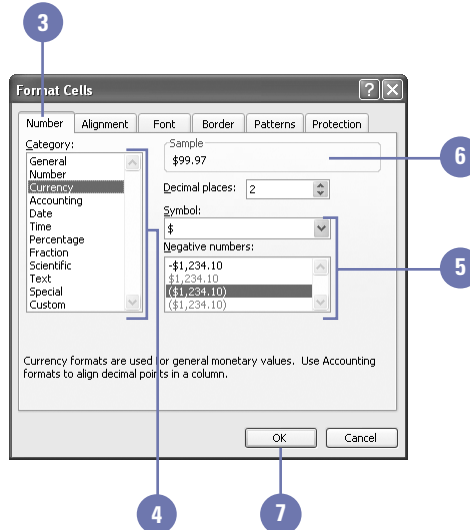 3
Format Cells
Number Alignment Font Border Patterns Protection
Category:
General
Number
Currency
Accounting
Date
Time
Percentage
Fraction
Scientific
Text
Special
Custom
Sample
$99.97
6
Decimal places: 2
Symbol:
$
Negative numbers:
-$1,234.10
$1,234.10
($1,234.10)
($1,234.10)
5
Currency formats are used for general monetary values. Use Accounting
formats to align decimal points in a column.
OK Cancel
4
7